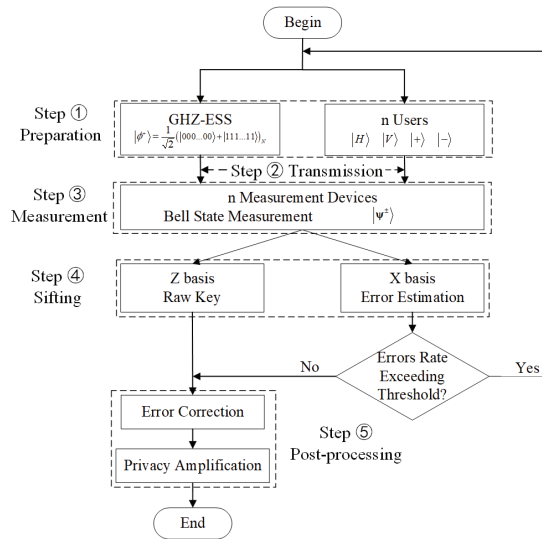 Begin
Step ①
Preparation
GHZ-ESS
|ϕ⁺⟩ = 1/√2 (|000...00⟩+|111...11⟩)_N
n Users
|H⟩ |V⟩ |+⟩ |−⟩
Step ② Transmission
Step ③
Measurement
n Measurement Devices
Bell State Measurement |Ψ±⟩
Step ④
Sifting
Z basis
Raw Key
X basis
Error Estimation
Errors Rate
Exceeding
Threshold?
No
Yes
Error Correction
Privacy Amplification
Step ⑤
Post-processing
End